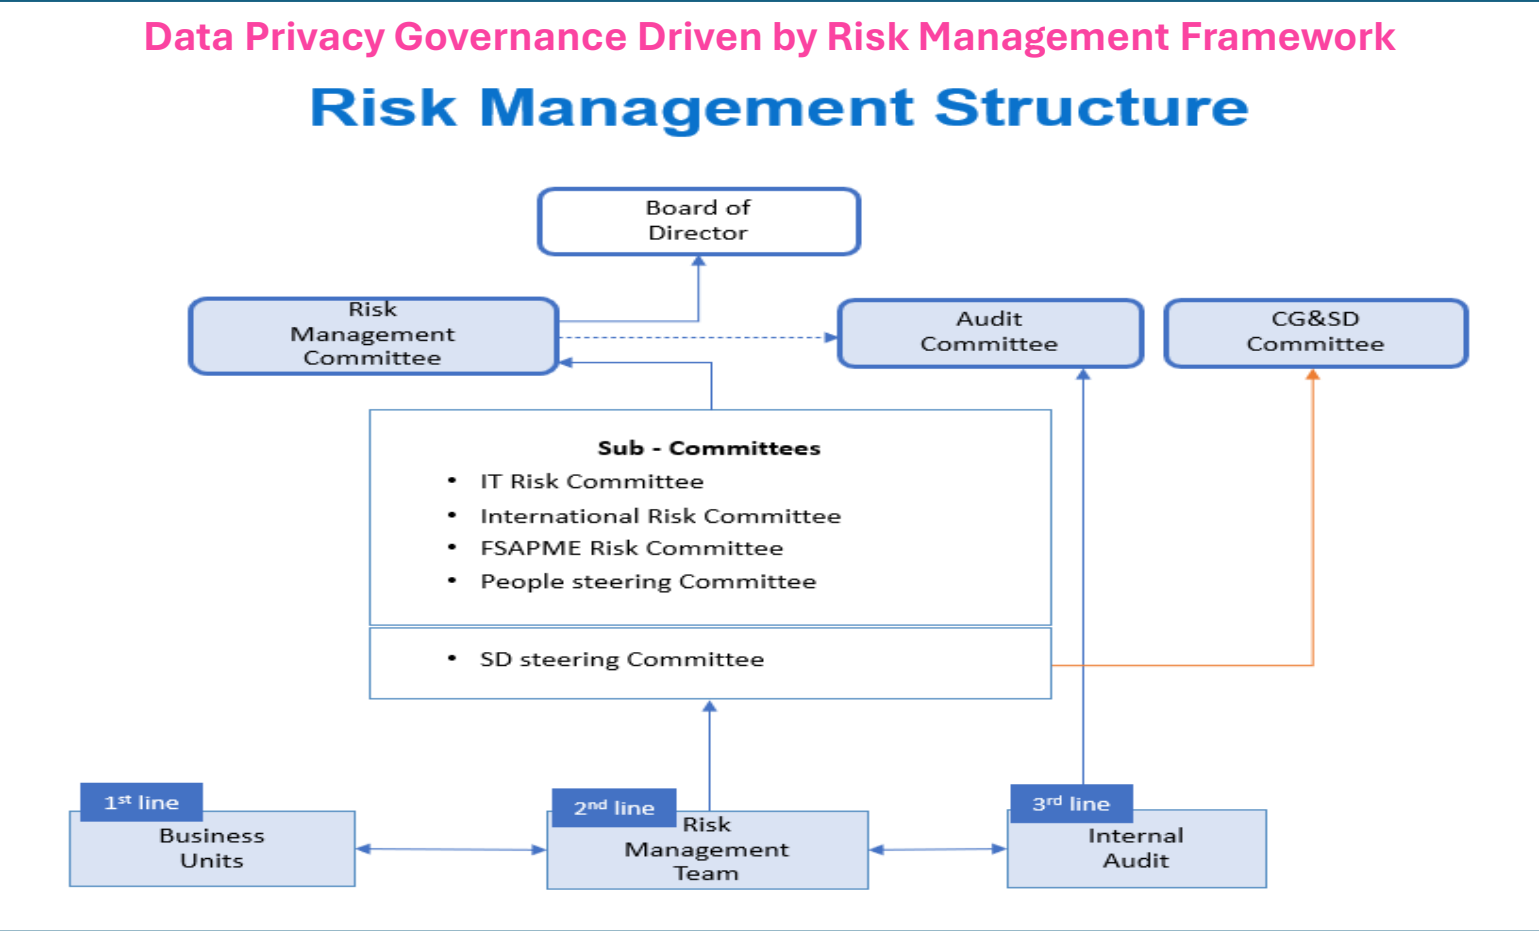 Data Privacy Governance Driven by Risk Management Framework
Risk Management Structure
Board of
Director
Risk
Management
Committee
Audit
Committee
CG&SD
Committee
Sub - Committees
• IT Risk Committee
• International Risk Committee
• FSAPME Risk Committee
• People steering Committee
• SD steering Committee
1st line
Business
Units
2nd line
Risk
Management
Team
3rd line
Internal
Audit